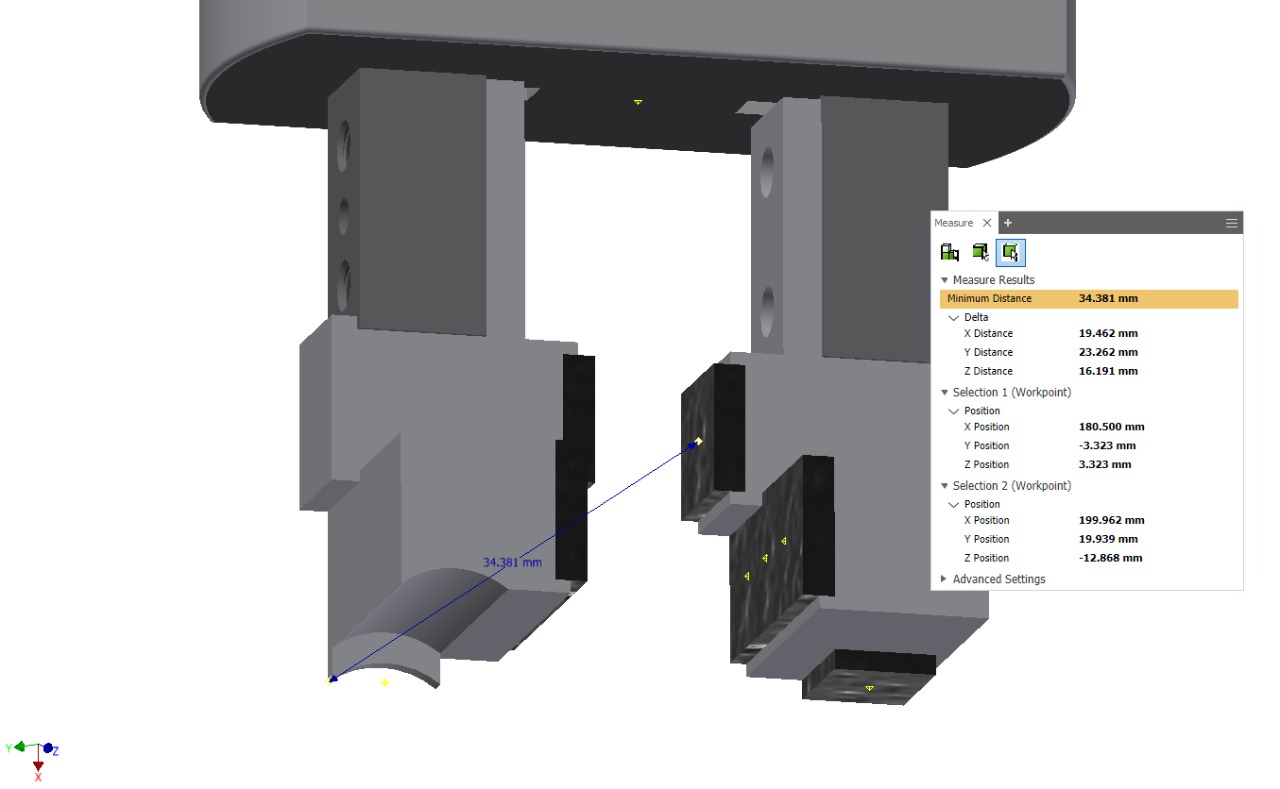 Measure
Measure Results
Minimum Distance 34.381 mm
Delta
X Distance 19.462 mm
Y Distance 23.262 mm
Z Distance 16.191 mm
Selection 1 (Workpoint)
Position
X Position 180.500 mm
Y Position -3.323 mm
Z Position 3.323 mm
Selection 2 (Workpoint)
Position
X Position 199.962 mm
Y Position 19.939 mm
Z Position -12.868 mm
Advanced Settings
34.381 mm
Y Z
X